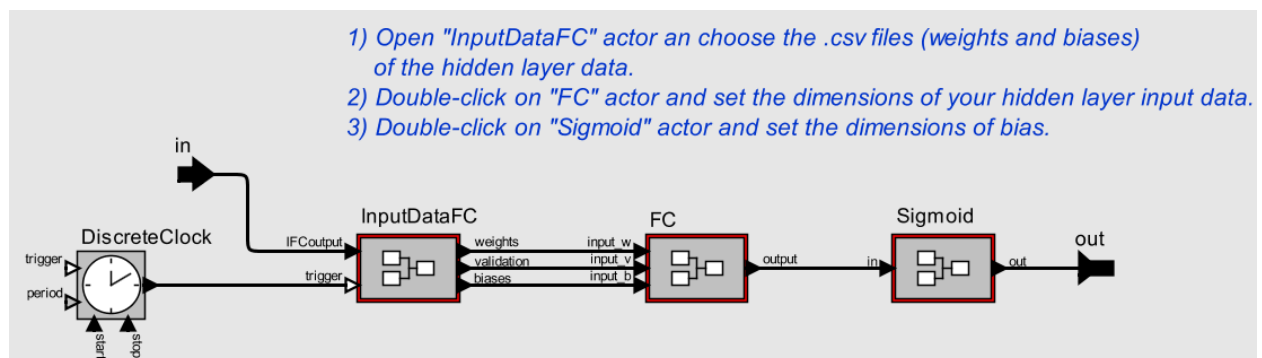 1) Open "InputDataFC" actor an choose the .csv files (weights and biases)
of the hidden layer data.
2) Double-click on "FC" actor and set the dimensions of your hidden layer input data.
3) Double-click on "Sigmoid" actor and set the dimensions of bias.
in
InputDataFC
FC
Sigmoid
DiscreteClock
out
IFCoutput
weights
input_w
trigger
validation
input_v
output
in
out
trigger
biases
input_b
period
start
stop